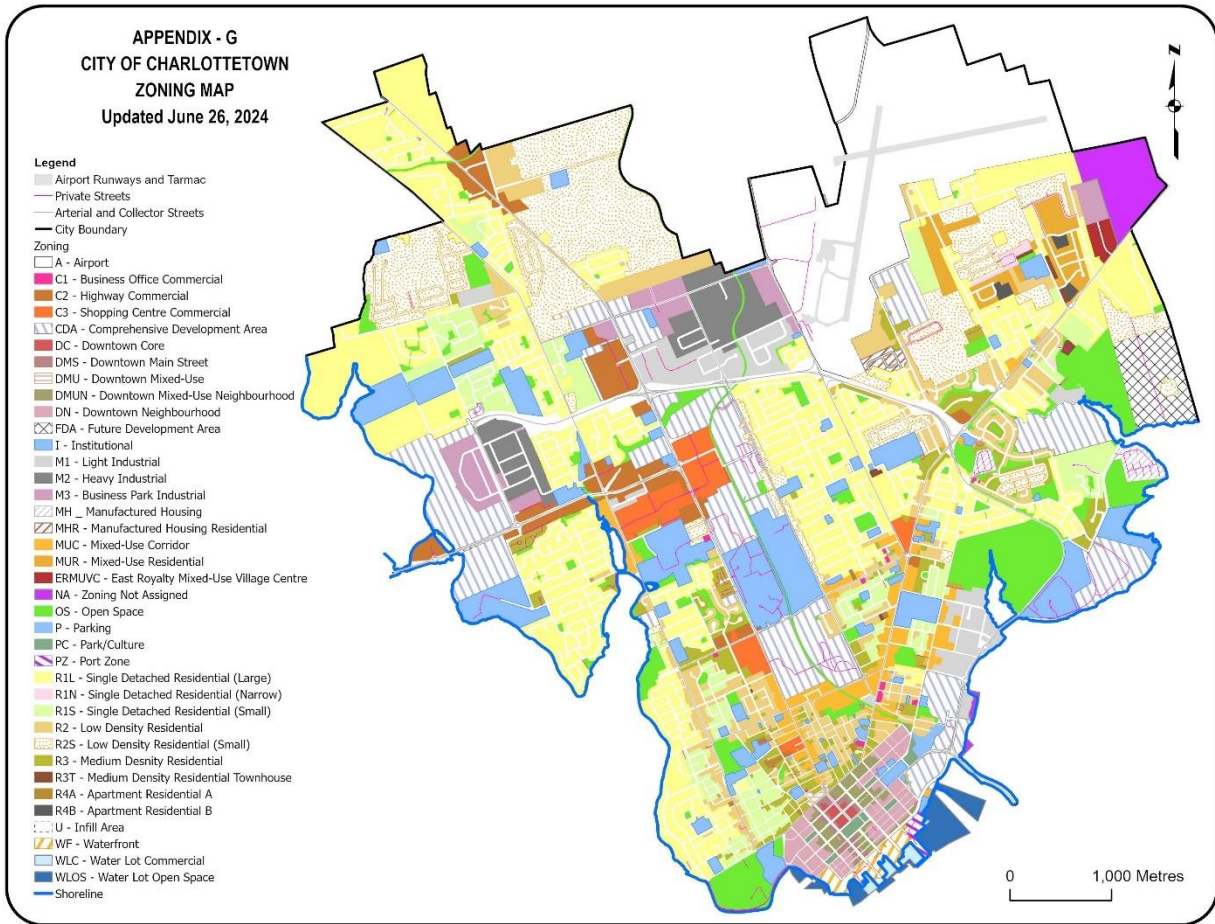 APPENDIX - G
CITY OF CHARLOTTETOWN
ZONING MAP
Updated June 26, 2024
Z
Legend
Airport Runways and Tarmac
Private Streets
Arterial and Collector Streets
City Boundary
Zoning
A - Airport
C1 - Business Office Commercial
C2 - Highway Commercial
C3 - Shopping Centre Commercial
CDA - Comprehensive Development Area
DC - Downtown Core
DMS - Downtown Main Street
DMU - Downtown Mixed-Use
DMUN - Downtown Mixed-Use Neighbourhood
DN - Downtown Neighbourhood
FDA - Future Development Area
I - Institutional
M1 - Light Industrial
M2 - Heavy Industrial
M3 - Business Park Industrial
MH _ Manufactured Housing
MHR - Manufactured Housing Residential
MUC - Mixed-Use Corridor
MUR - Mixed-Use Residential
ERMUVC - East Royalty Mixed-Use Village Centre
NA - Zoning Not Assigned
OS - Open Space
P - Parking
PC - Park/Culture
PZ - Port Zone
R1L - Single Detached Residential (Large)
R1N - Single Detached Residential (Narrow)
R1S - Single Detached Residential (Small)
R2 - Low Density Residential
R2S - Low Density Residential (Small)
R3 - Medium Desnity Residential
R3T - Medium Density Residential Townhouse
R4A - Apartment Residential A
R4B - Apartment Residential B
U - Infill Area
WF - Waterfront
WLC - Water Lot Commercial
WLOS - Water Lot Open Space
Shoreline
0 1,000 Metres